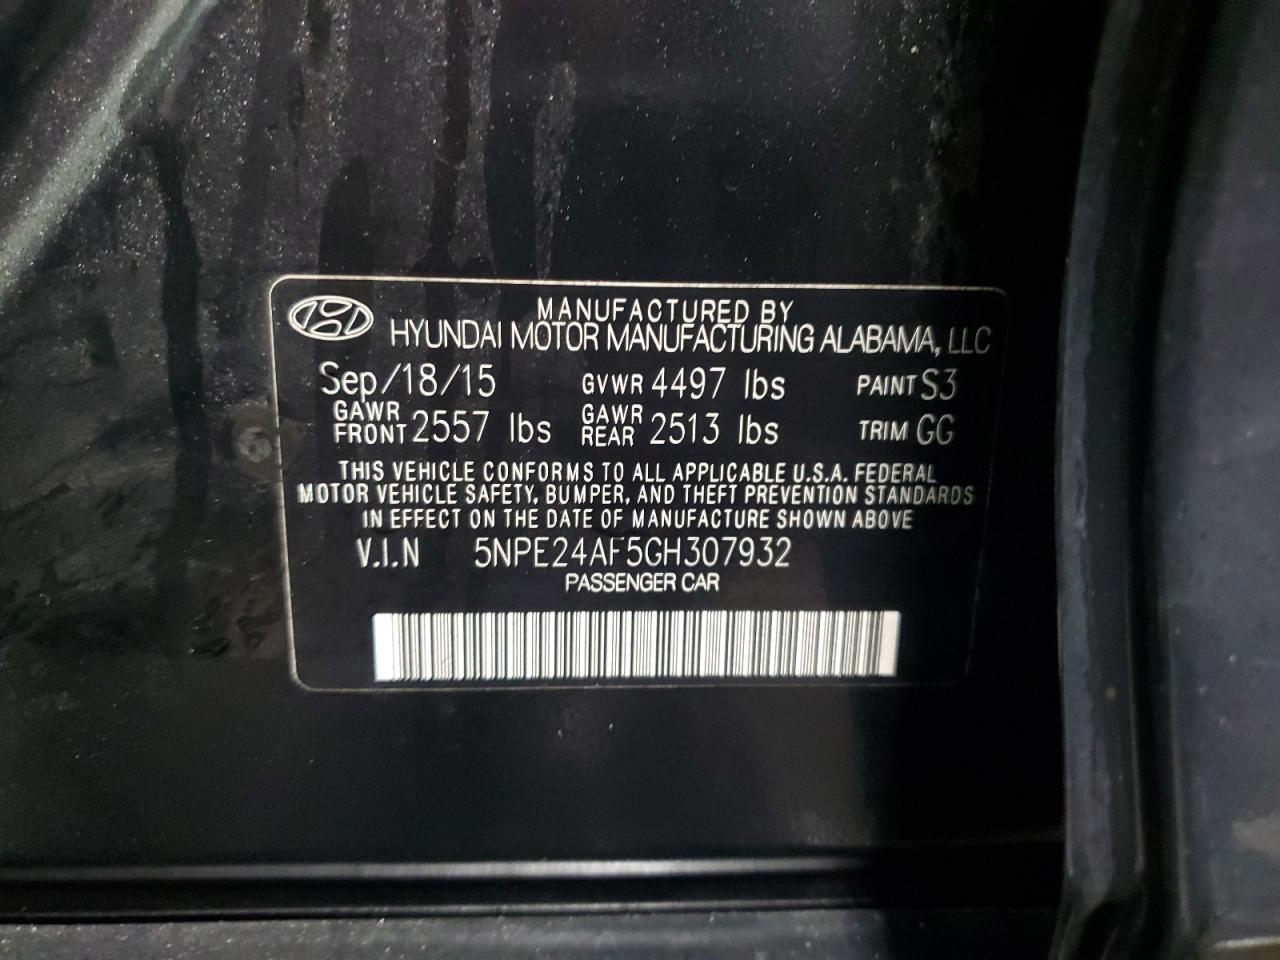 MANUFACTURED BY
HYUNDAI MOTOR MANUFACTURING ALABAMA, LLC
Sep/18/15 GVWR 4497 lbs PAINT S3
GAWR FRONT 2557 lbs GAWR REAR 2513 lbs TRIM GG
THIS VEHICLE CONFORMS TO ALL APPLICABLE U.S.A. FEDERAL
MOTOR VEHICLE SAFETY, BUMPER, AND THEFT PREVENTION STANDARDS
IN EFFECT ON THE DATE OF MANUFACTURE SHOWN ABOVE
V.I.N 5NPE24AF5GH307932
PASSENGER CAR